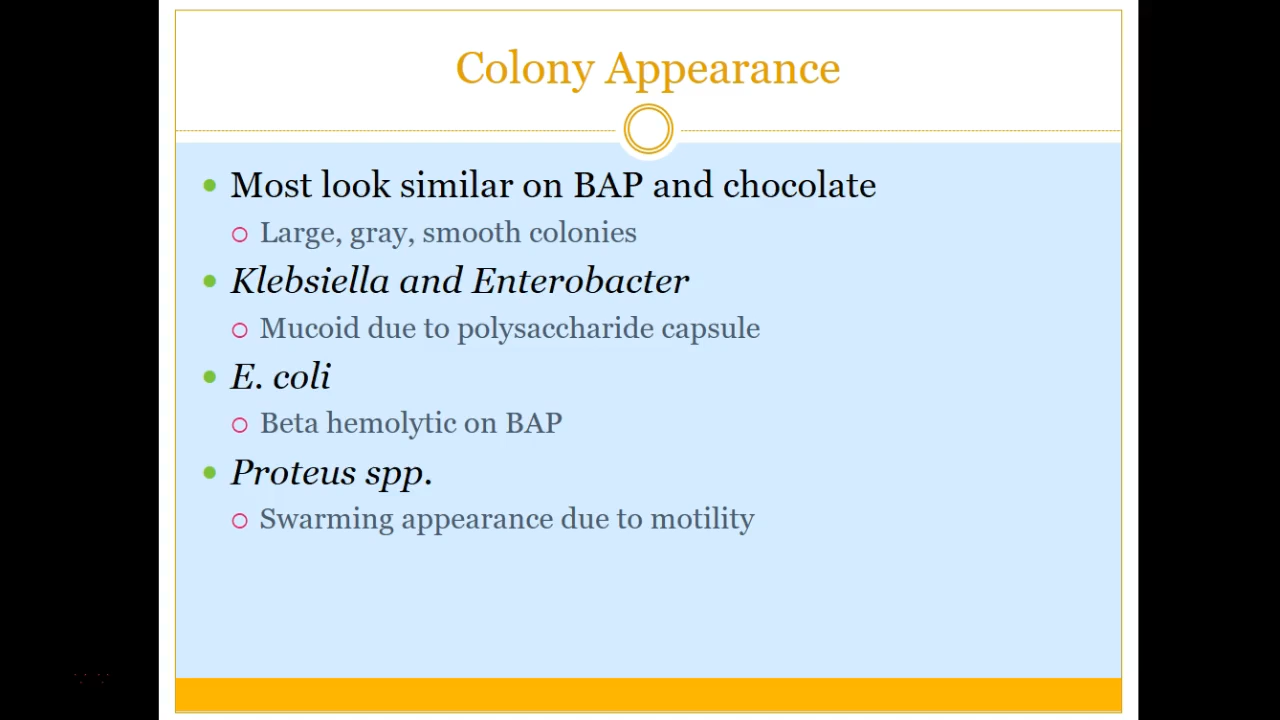 Colony Appearance
Most look similar on BAP and chocolate
Large, gray, smooth colonies
Klebsiella and Enterobacter
Mucoid due to polysaccharide capsule
E. coli
Beta hemolytic on BAP
Proteus spp.
Swarming appearance due to motility